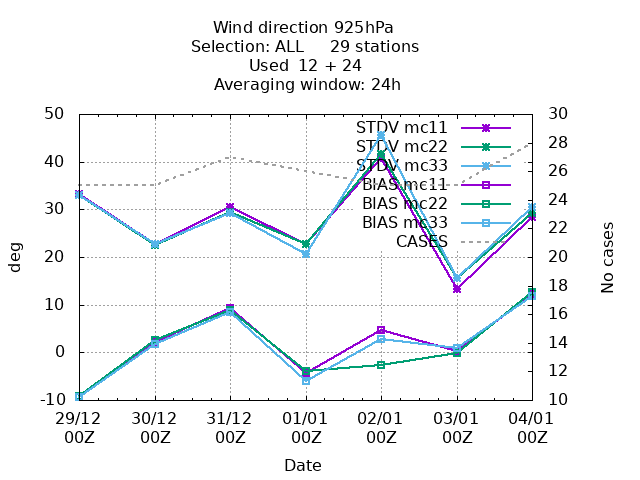 Wind direction 925hPa
Selection: ALL 29 stations
Used 12 + 24
Averaging window: 24h
50
40
30
20
10
0
-10
deg
30
28
26
24
22
20
18
16
14
12
10
No cases
STDV mc11
STDV mc22
STDV mc33
BIAS mc11
BIAS mc22
BIAS mc33
CASES
29/12 30/12 31/12 01/01 02/01 03/01 04/01
00Z 00Z 00Z 00Z 00Z 00Z 00Z
Date